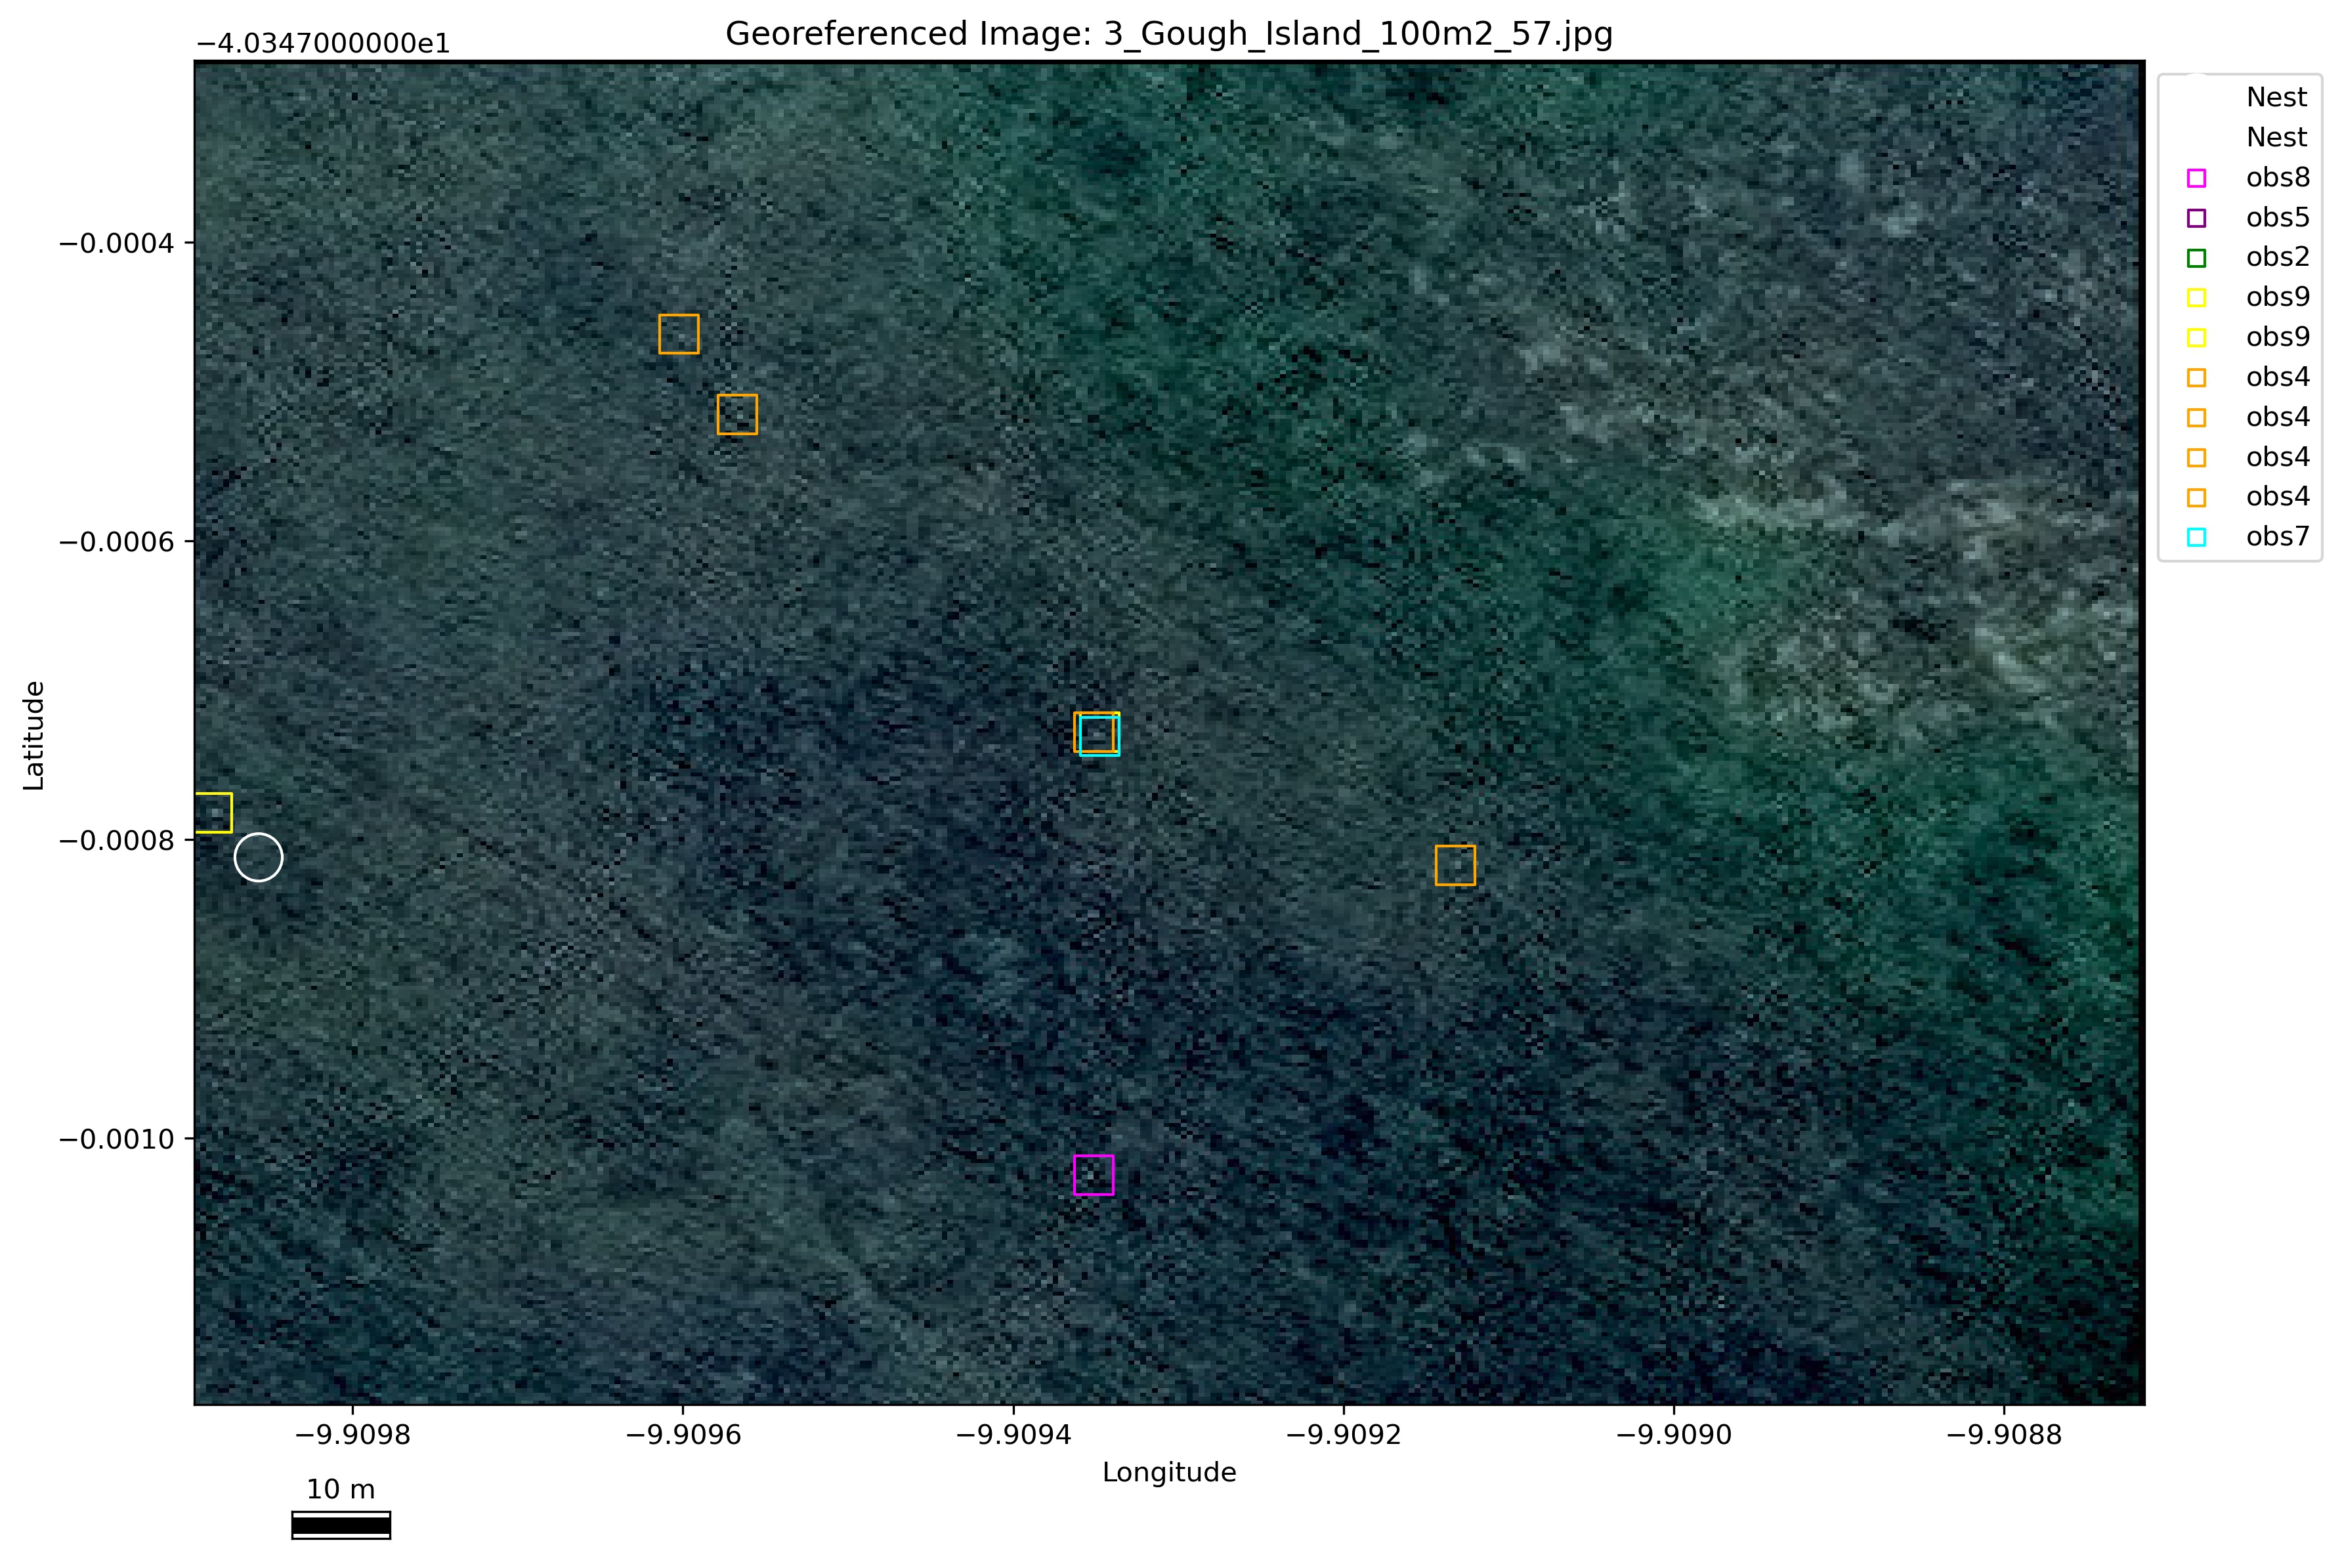 Georeferenced Image: 3_Gough_Island_100m2_57.jpg
−4.0347000000e1
Nest
Nest
obs8
obs5
obs2
obs9
obs9
obs4
obs4
obs4
obs4
obs7
−0.0004
−0.0006
−0.0008
−0.0010
Latitude
−9.9098
−9.9096
−9.9094
−9.9092
−9.9090
−9.9088
Longitude
10 m